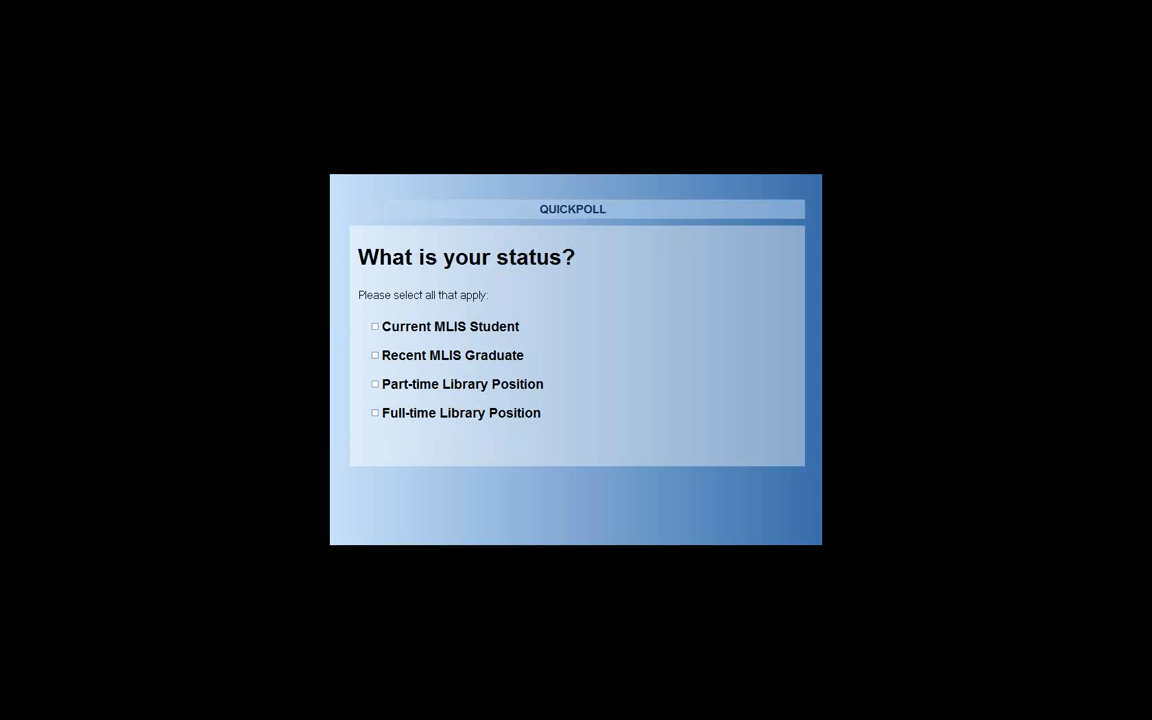 QUICKPOLL
What is your status?
Please select all that apply:
Current MLIS Student
Recent MLIS Graduate
Part-time Library Position
Full-time Library Position